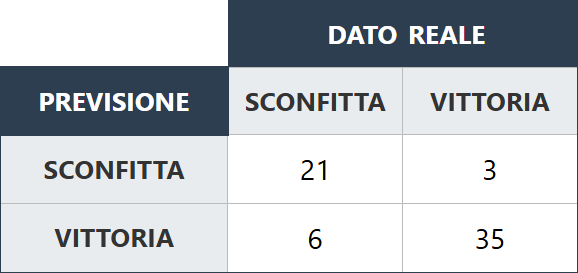 DATO REALE
PREVISIONE SCONFITTA VITTORIA
SCONFITTA 21 3
VITTORIA 6 35